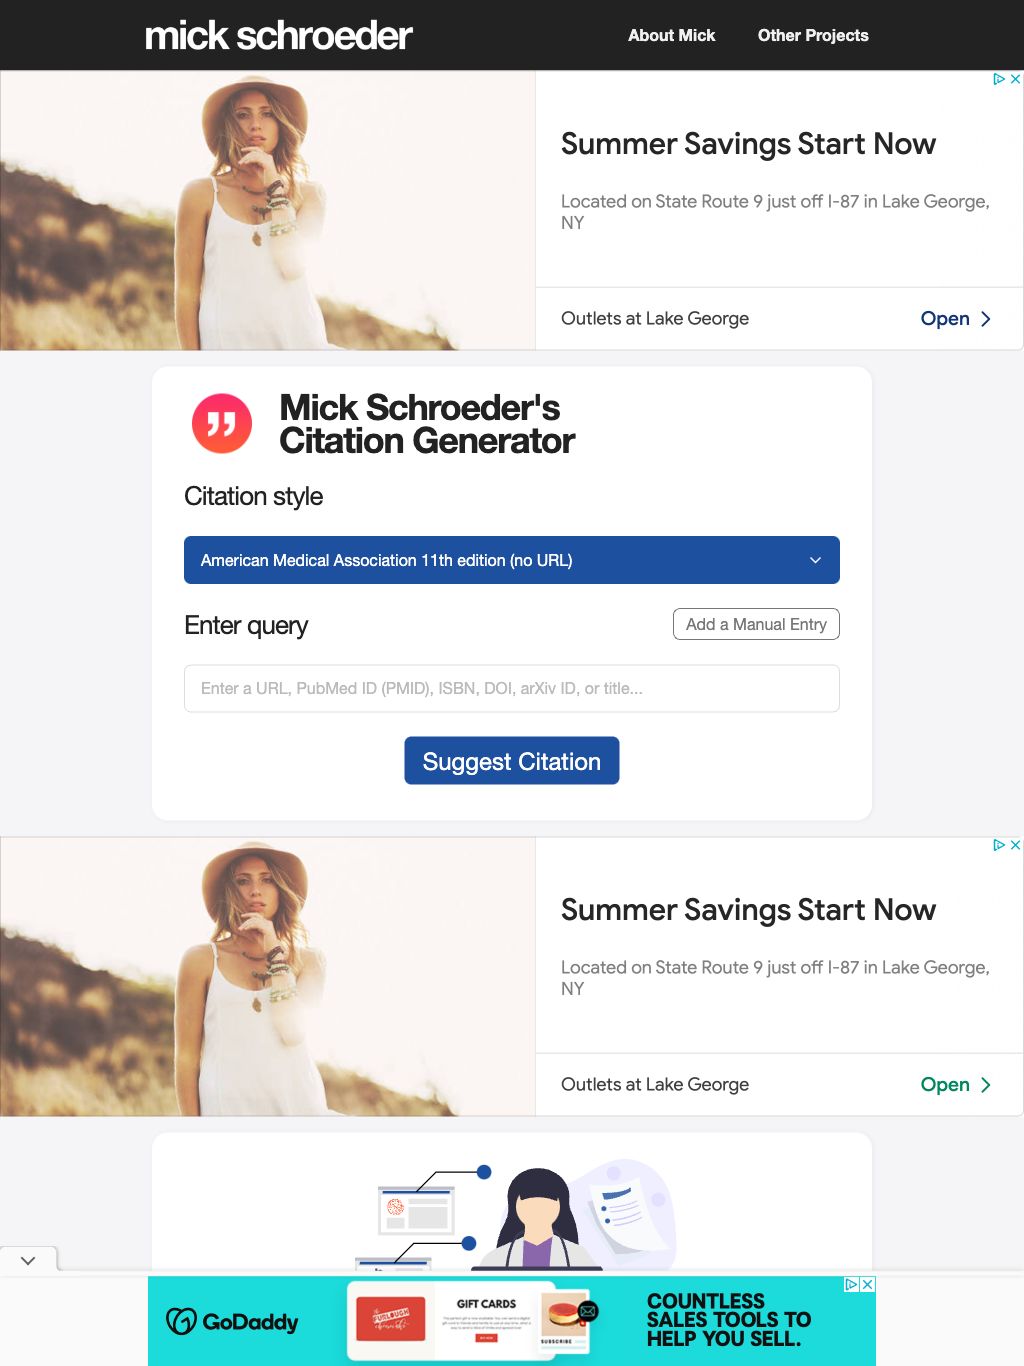 mick schroeder
About Mick
Other Projects
Summer Savings Start Now
Located on State Route 9 just off I-87 in Lake George,
NY
Outlets at Lake George
Open
Mick Schroeder's
Citation Generator
Citation style
American Medical Association 11th edition (no URL)
Enter query
Add a Manual Entry
Enter a URL, PubMed ID (PMID), ISBN, DOI, arXiv ID, or title...
Suggest Citation
Summer Savings Start Now
Located on State Route 9 just off I-87 in Lake George,
NY
Outlets at Lake George
Open
GoDaddy
GIFT CARDS
SUBSCRIBE
COUNTLESS
SALES TOOLS TO
HELP YOU SELL.